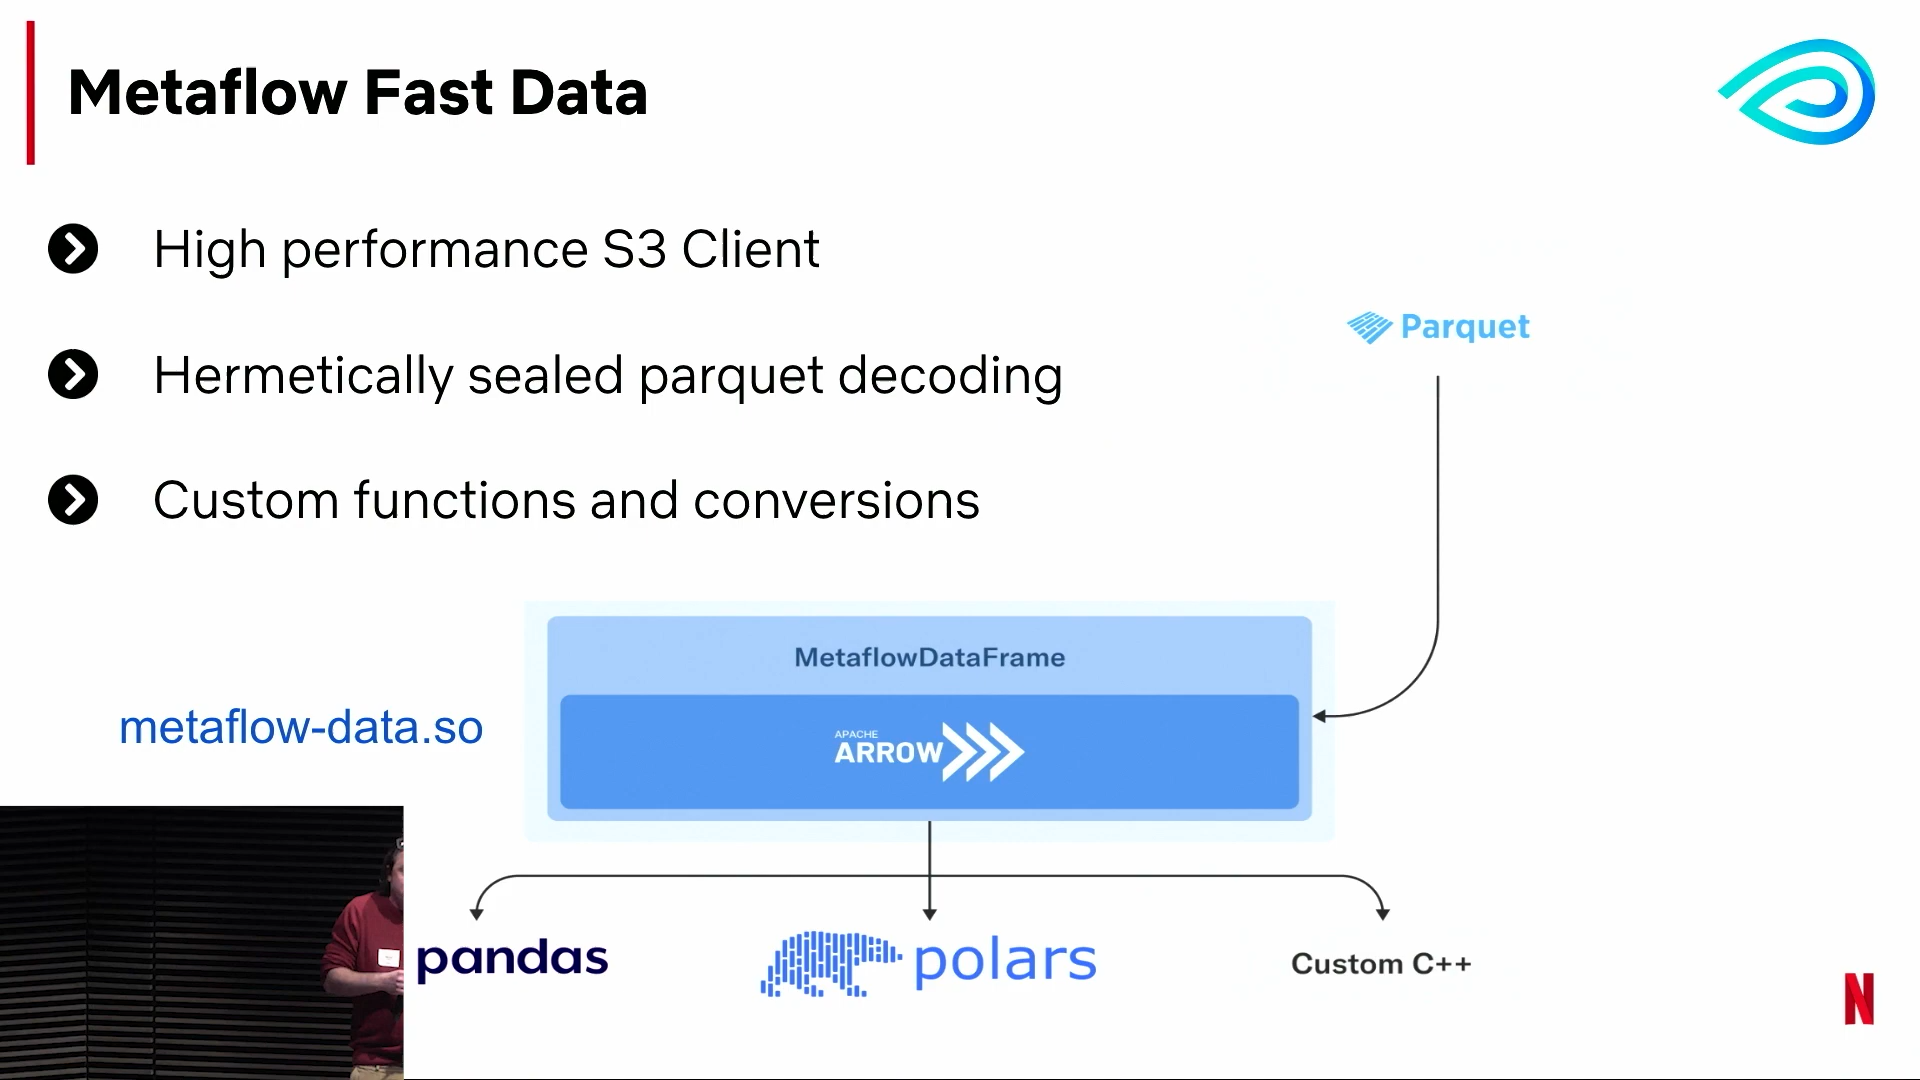 Metaflow Fast Data
High performance S3 Client
Hermetically sealed parquet decoding
Custom functions and conversions
Parquet
MetaflowDataFrame
metaflow-data.so
APACHE
ARROW
pandas
polars
Custom C++
N